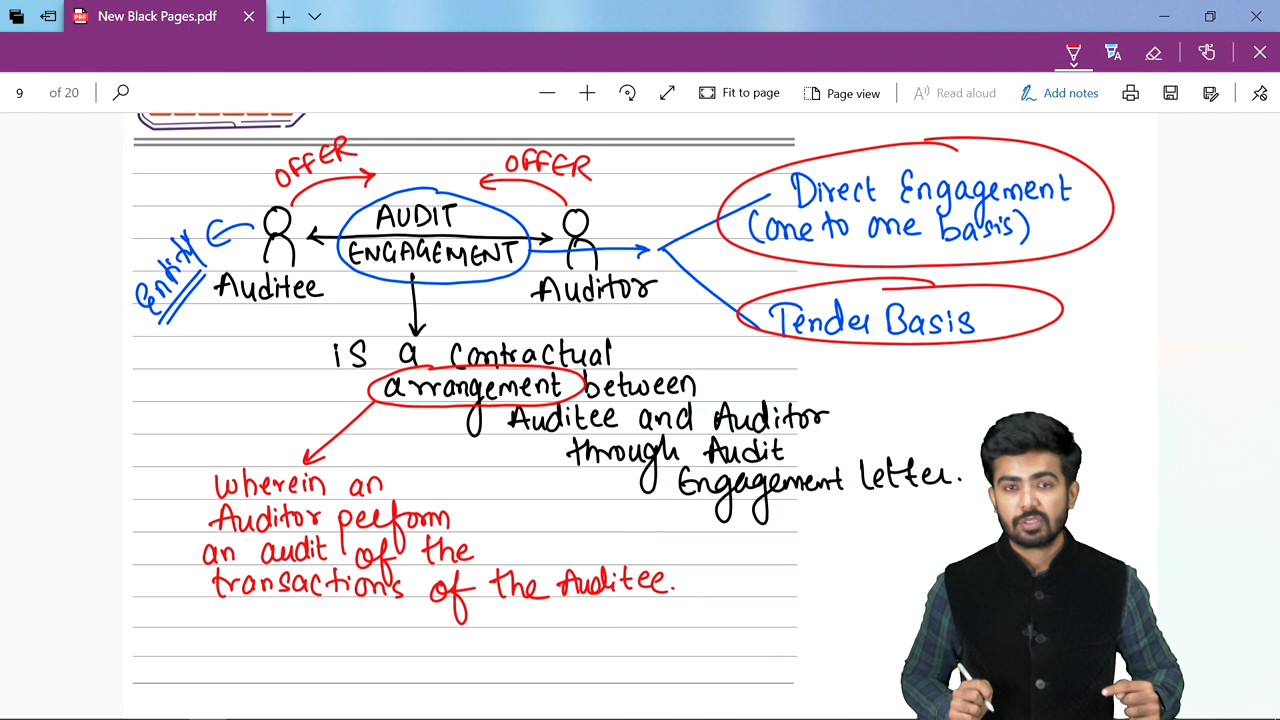 New Black Pages.pdf
9 of 20
Fit to page
Page view
Read aloud
Add notes
OFFER
OFFER
AUDIT
ENGAGEMENT
Entity
Auditee
Auditor
Direct Engagement
(one to one basis)
Tender Basis
is a contractual
arrangement between
Auditee and Auditor
through Audit
Engagement Letter.
wherein an
Auditor perform
an audit of the
transactions of the Auditee.